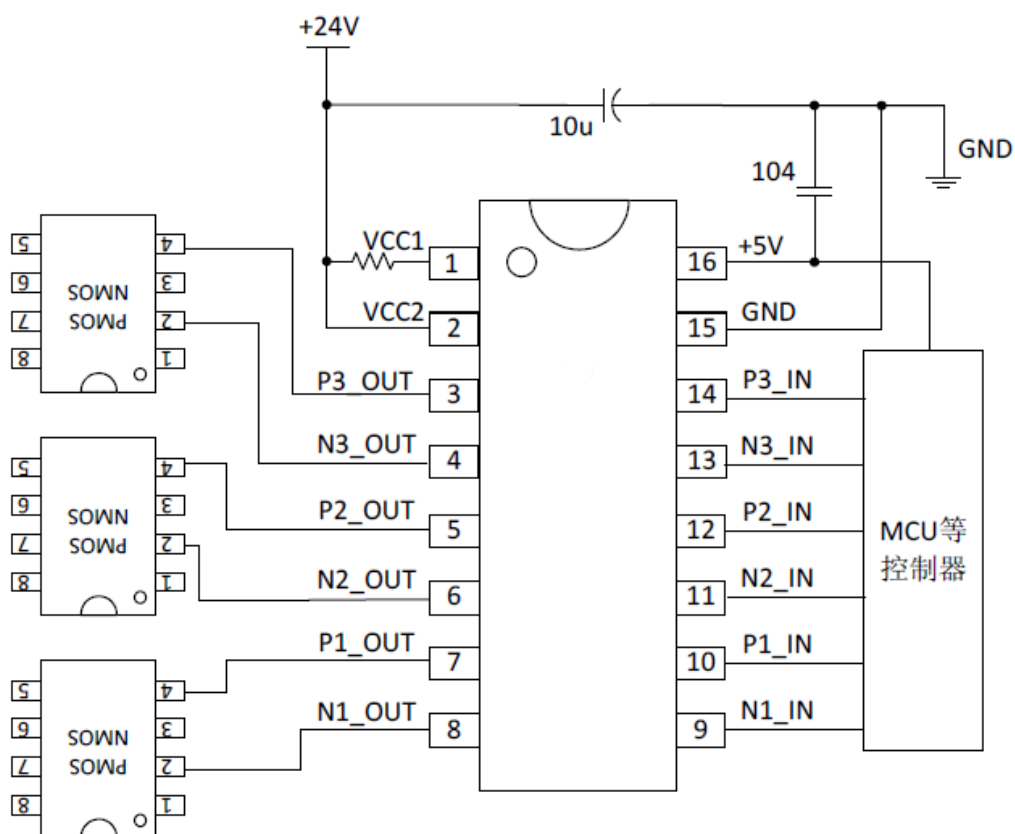 +24V
10u
GND
104
VCC1
+5V
1
16
VCC2
GND
2
15
P3_OUT
P3_IN
3
14
N3_OUT
N3_IN
4
13
P2_OUT
P2_IN
5
12
N2_OUT
N2_IN
6
11
P1_OUT
P1_IN
7
10
N1_OUT
N1_IN
8
9
MCU等
控制器
5
4
6
3
NMOS
7
PMOS
2
8
1
5
4
6
3
NMOS
7
PMOS
2
8
1
5
4
6
3
NMOS
7
PMOS
2
8
1